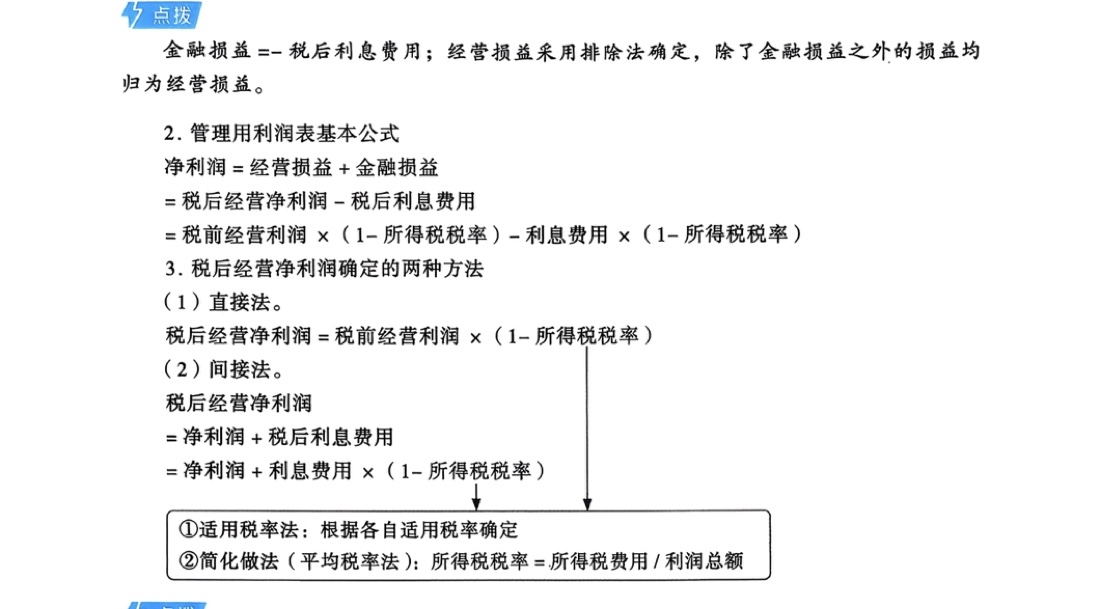 点拨
金融损益=-税后利息费用；经营损益采用排除法确定，除了金融损益之外的损益均
归为经营损益。
2. 管理用利润表基本公式
净利润 = 经营损益 + 金融损益
= 税后经营净利润 - 税后利息费用
= 税前经营利润 ×（1- 所得税税率）- 利息费用 ×（1- 所得税税率）
3. 税后经营净利润确定的两种方法
（1）直接法。
税后经营净利润 = 税前经营利润 ×（1- 所得税税率）
（2）间接法。
税后经营净利润
= 净利润 + 税后利息费用
= 净利润 + 利息费用 ×（1- 所得税税率）
①适用税率法：根据各自适用税率确定
②简化做法（平均税率法）：所得税税率 = 所得税费用 / 利润总额